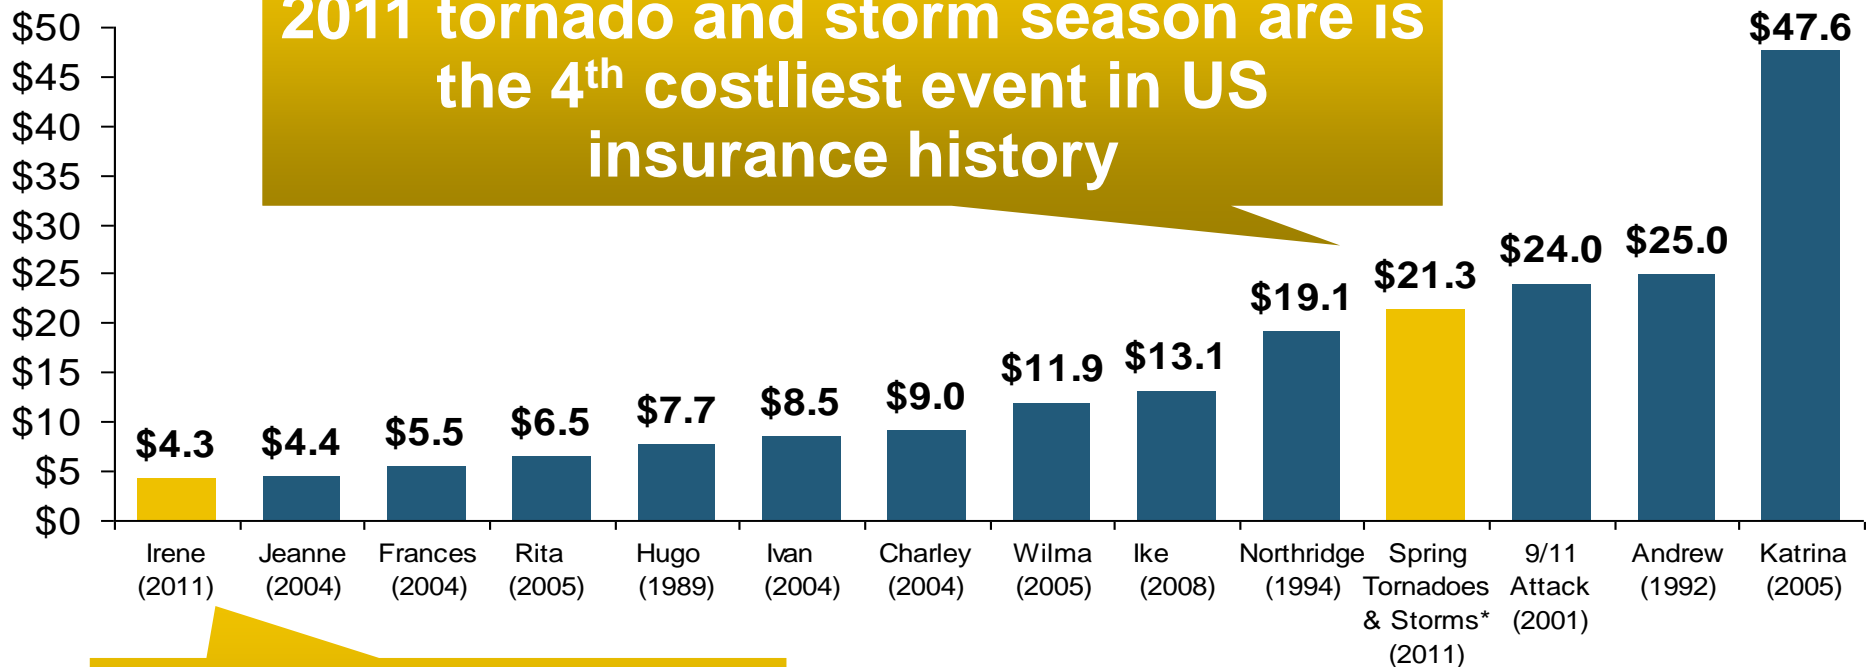 2011 tornado and storm season are is
the 4th costliest event in US
insurance history
$50
$45
$40
$35
$30
$25
$20
$15
$10
$5
$0
$4.3
$4.4
$5.5
$6.5
$7.7
$8.5
$9.0
$11.9
$13.1
$19.1
$21.3
$24.0
$25.0
$47.6
Irene
(2011)
Jeanne
(2004)
Frances
(2004)
Rita
(2005)
Hugo
(1989)
Ivan
(2004)
Charley
(2004)
Wilma
(2005)
Ike
(2008)
Northridge
(1994)
Spring
Tornadoes
& Storms*
(2011)
9/11
Attack
(2001)
Andrew
(1992)
Katrina
(2005)